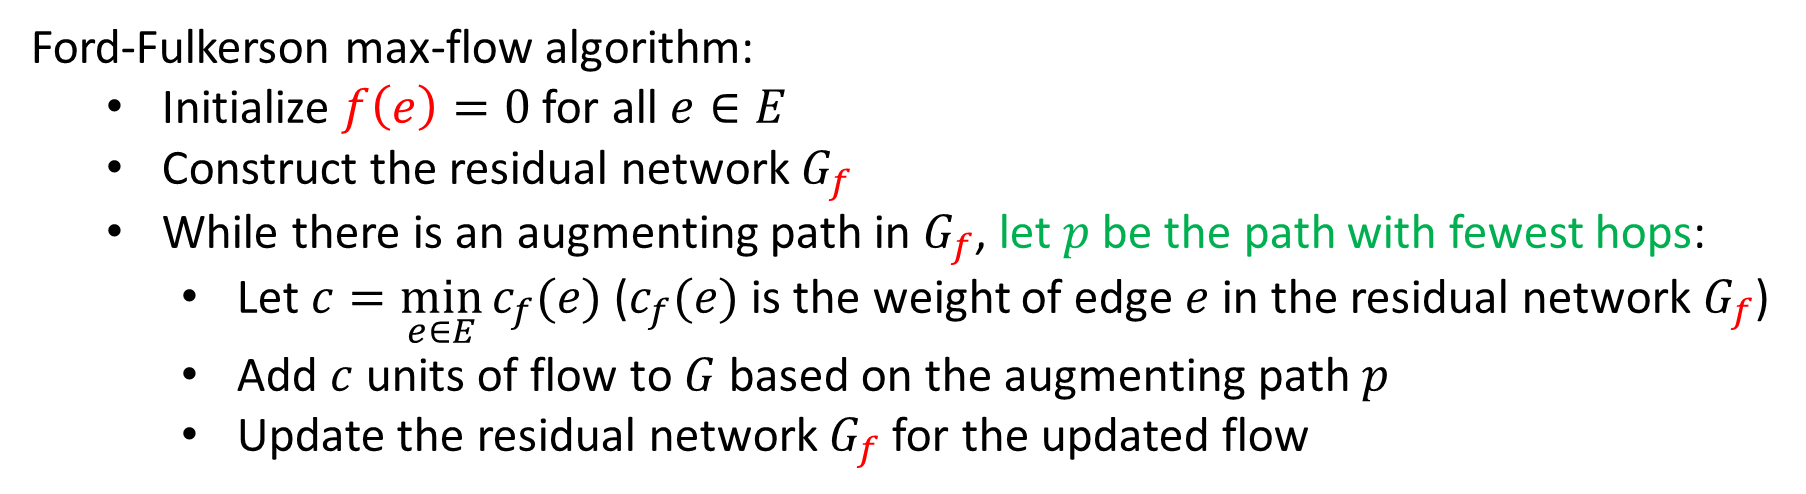 Ford-Fulkerson max-flow algorithm:
• Initialize f(e) = 0 for all e ∈ E
• Construct the residual network G_f
• While there is an augmenting path in G_f, let p be the path with fewest hops:
• Let c = min_{e∈E} c_f(e) (c_f(e) is the weight of edge e in the residual network G_f)
• Add c units of flow to G based on the augmenting path p
• Update the residual network G_f for the updated flow